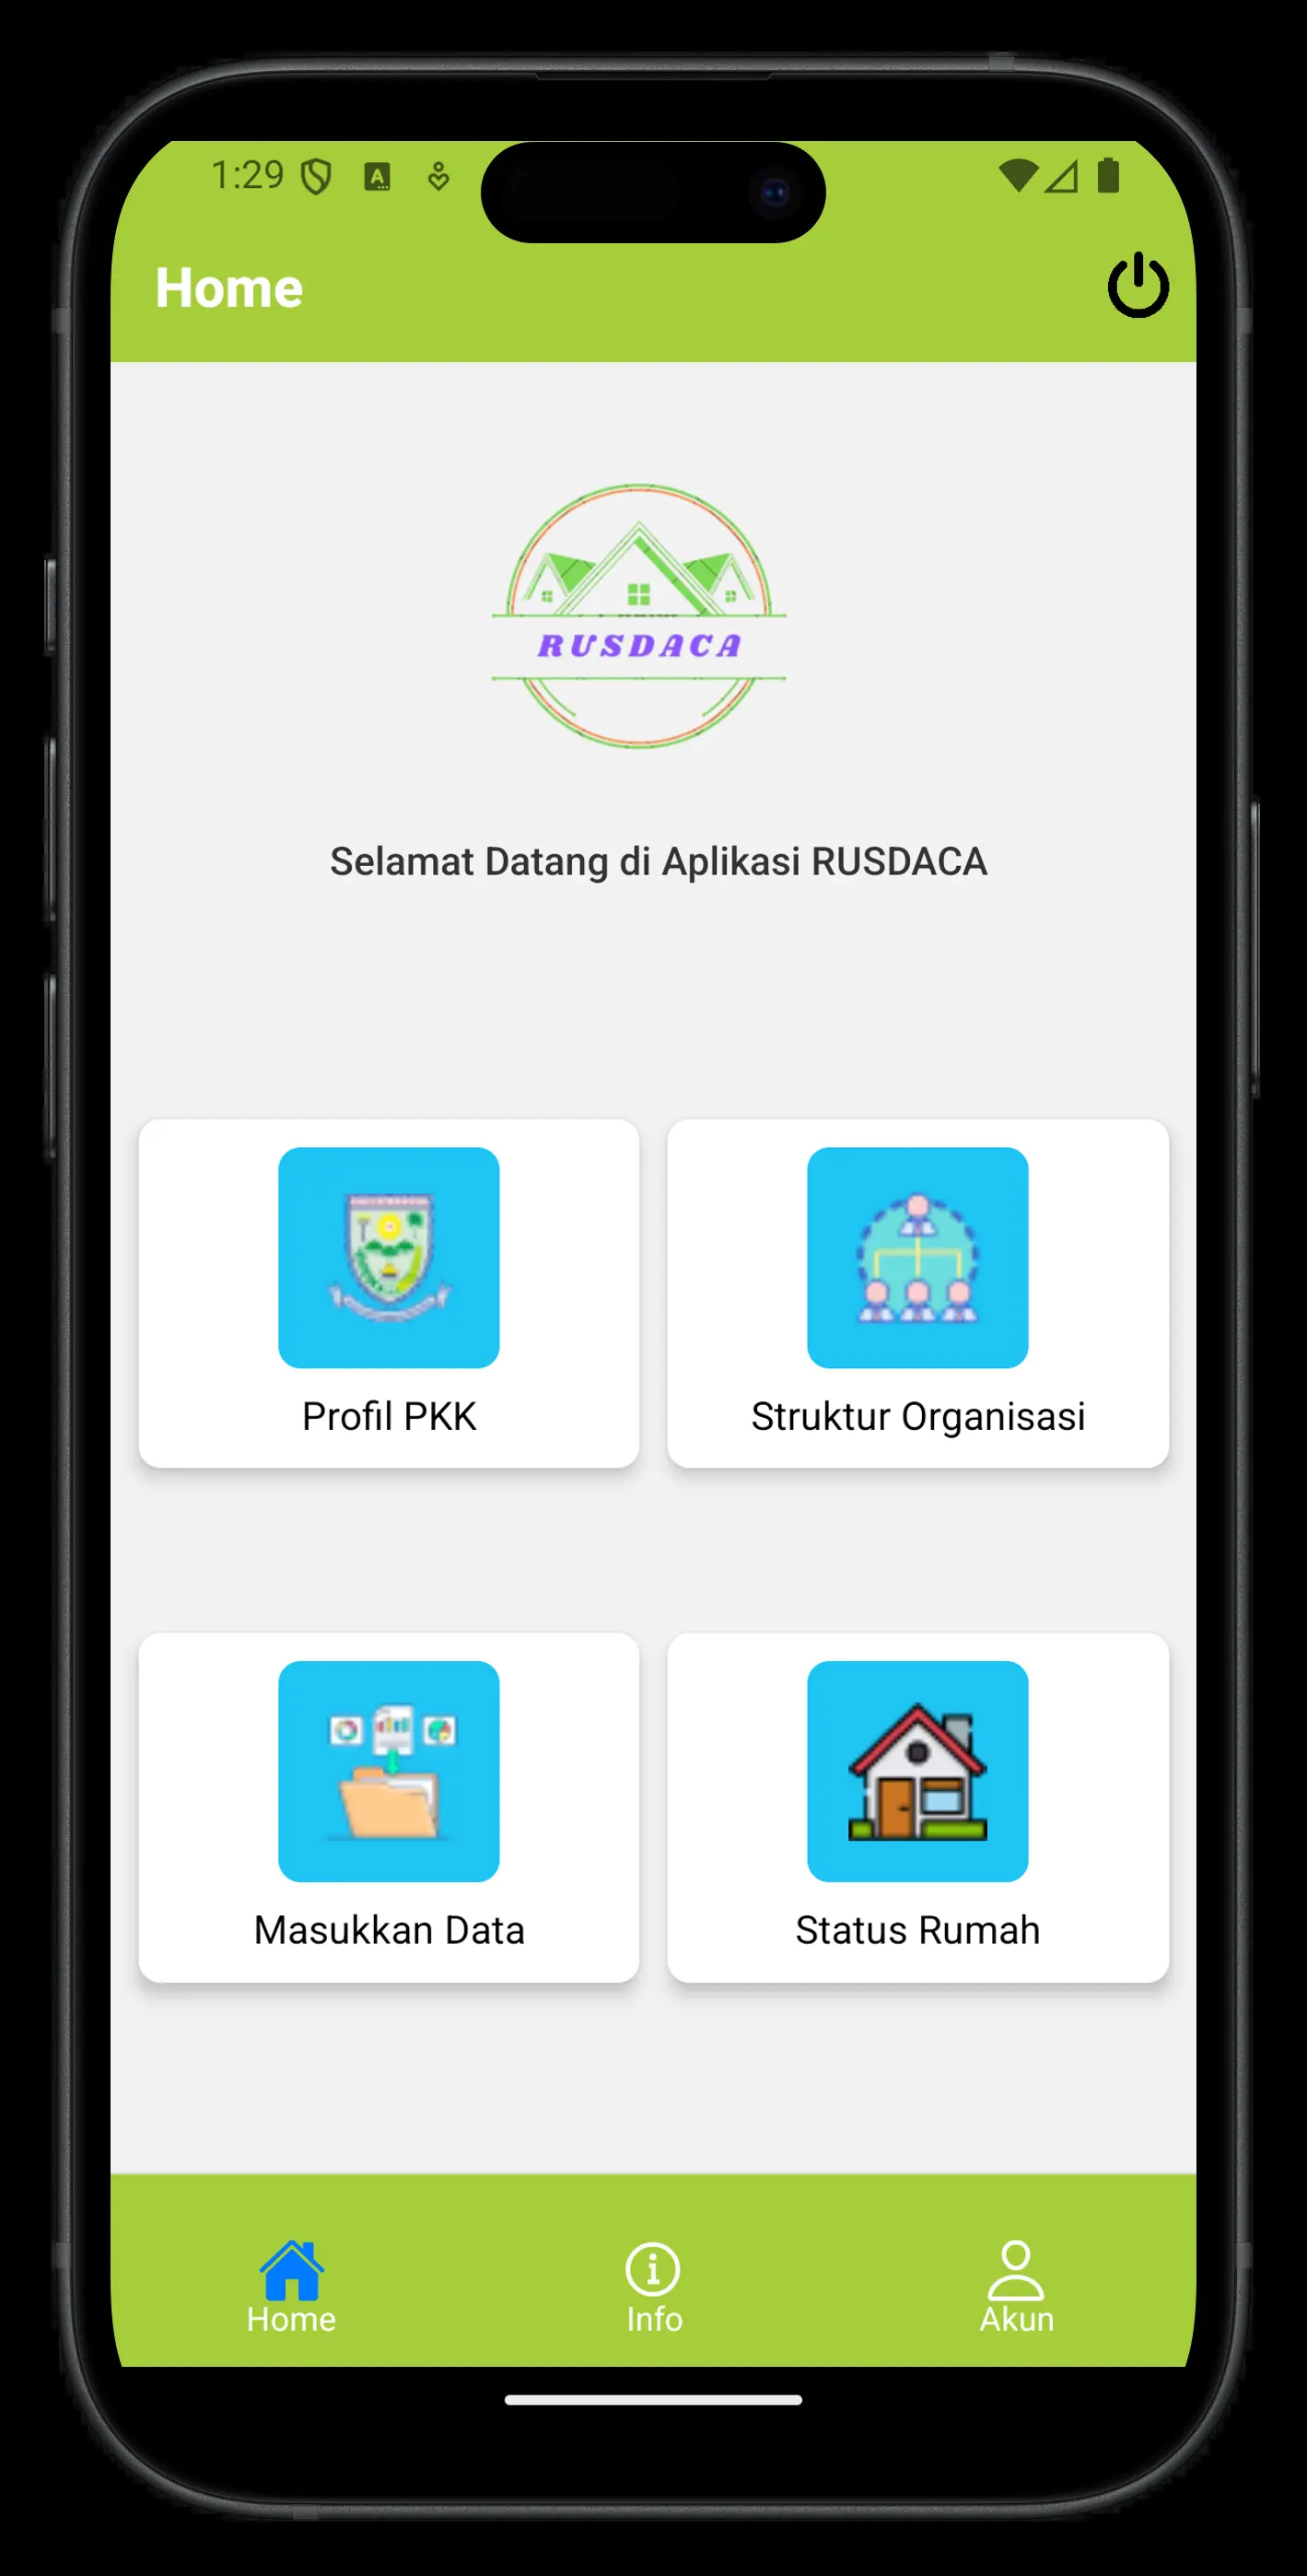 1:29
A
Home
RUSDACA
Selamat Datang di Aplikasi RUSDACA
Profil PKK
Struktur Organisasi
Masukkan Data
Status Rumah
Home
Info
Akun